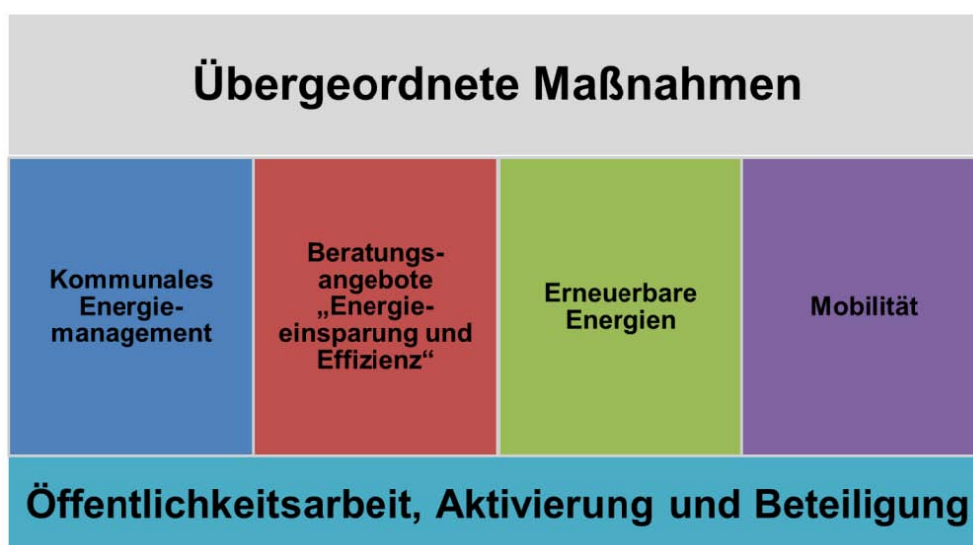 Übergeordnete Maßnahmen
Kommunales
Energie-
management
Beratungs-
angebote
„Energie-
einsparung und
Effizienz“
Erneuerbare
Energien
Mobilität
Öffentlichkeitsarbeit, Aktivierung und Beteiligung